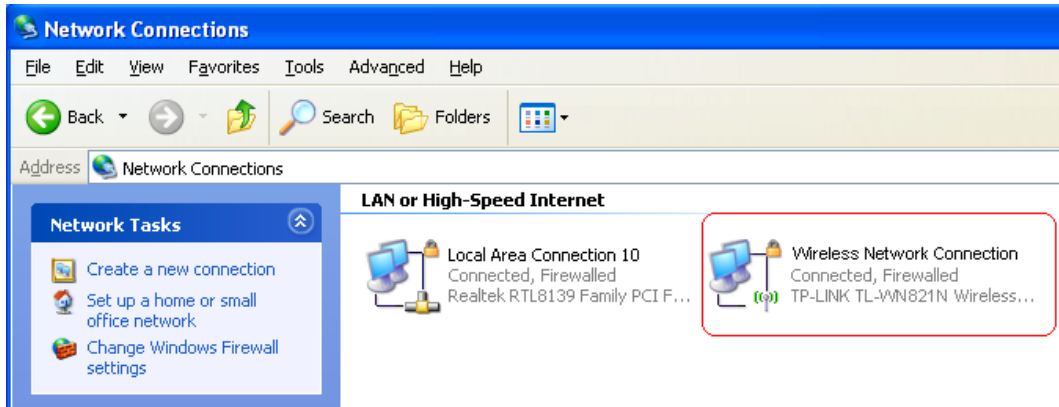 Network Connections
File Edit View Favorites Tools Advanced Help
Back Search Folders
Address Network Connections
LAN or High-Speed Internet
Network Tasks
Create a new connection
Set up a home or small
office network
Change Windows Firewall
settings
Local Area Connection 10
Connected, Firewalled
Realtek RTL8139 Family PCI F...
Wireless Network Connection
Connected, Firewalled
TP-LINK TL-WN821N Wireless...